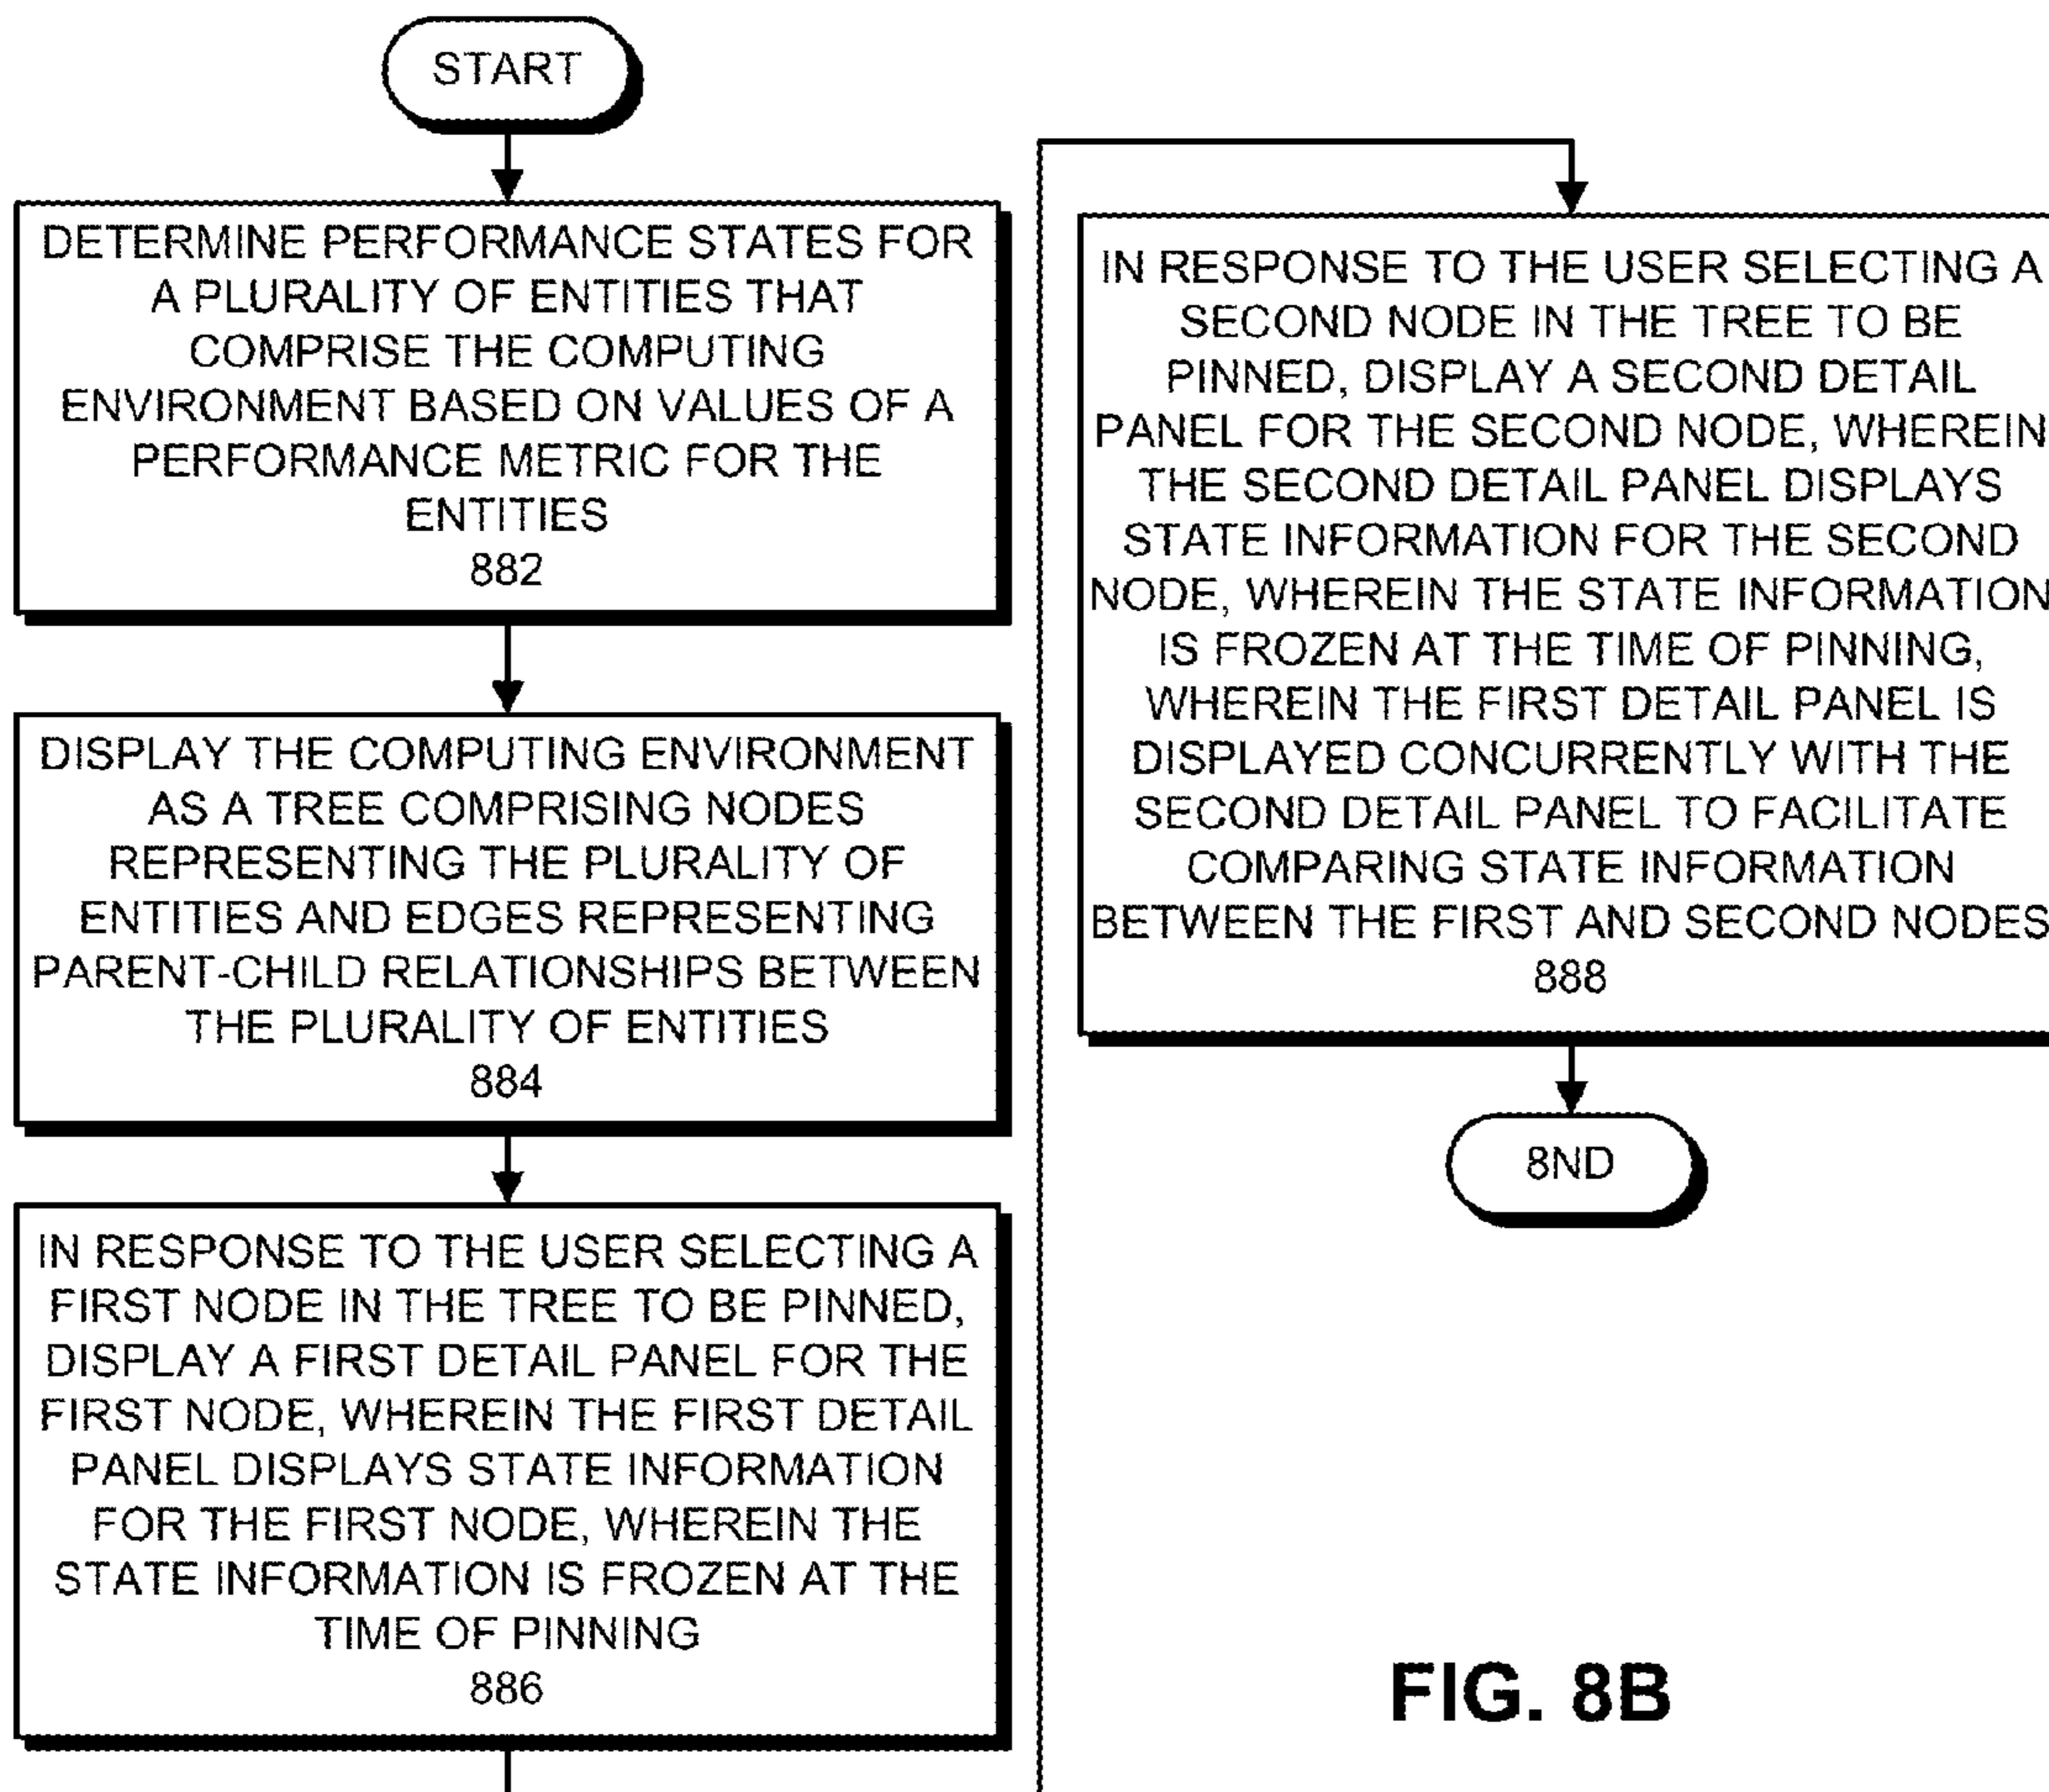 START
DETERMINE PERFORMANCE STATES FOR
A PLURALITY OF ENTITIES THAT
COMPRISE THE COMPUTING
ENVIRONMENT BASED ON VALUES OF A
PERFORMANCE METRIC FOR THE
ENTITIES
882
DISPLAY THE COMPUTING ENVIRONMENT
AS A TREE COMPRISING NODES
REPRESENTING THE PLURALITY OF
ENTITIES AND EDGES REPRESENTING
PARENT-CHILD RELATIONSHIPS BETWEEN
THE PLURALITY OF ENTITIES
884
IN RESPONSE TO THE USER SELECTING A
FIRST NODE IN THE TREE TO BE PINNED,
DISPLAY A FIRST DETAIL PANEL FOR THE
FIRST NODE, WHEREIN THE FIRST DETAIL
PANEL DISPLAYS STATE INFORMATION
FOR THE FIRST NODE, WHEREIN THE
STATE INFORMATION IS FROZEN AT THE
TIME OF PINNING
886
IN RESPONSE TO THE USER SELECTING A
SECOND NODE IN THE TREE TO BE
PINNED, DISPLAY A SECOND DETAIL
PANEL FOR THE SECOND NODE, WHEREIN
THE SECOND DETAIL PANEL DISPLAYS
STATE INFORMATION FOR THE SECOND
NODE, WHEREIN THE STATE INFORMATION
IS FROZEN AT THE TIME OF PINNING,
WHEREIN THE FIRST DETAIL PANEL IS
DISPLAYED CONCURRENTLY WITH THE
SECOND DETAIL PANEL TO FACILITATE
COMPARING STATE INFORMATION
BETWEEN THE FIRST AND SECOND NODES
888
8ND
FIG. 8B